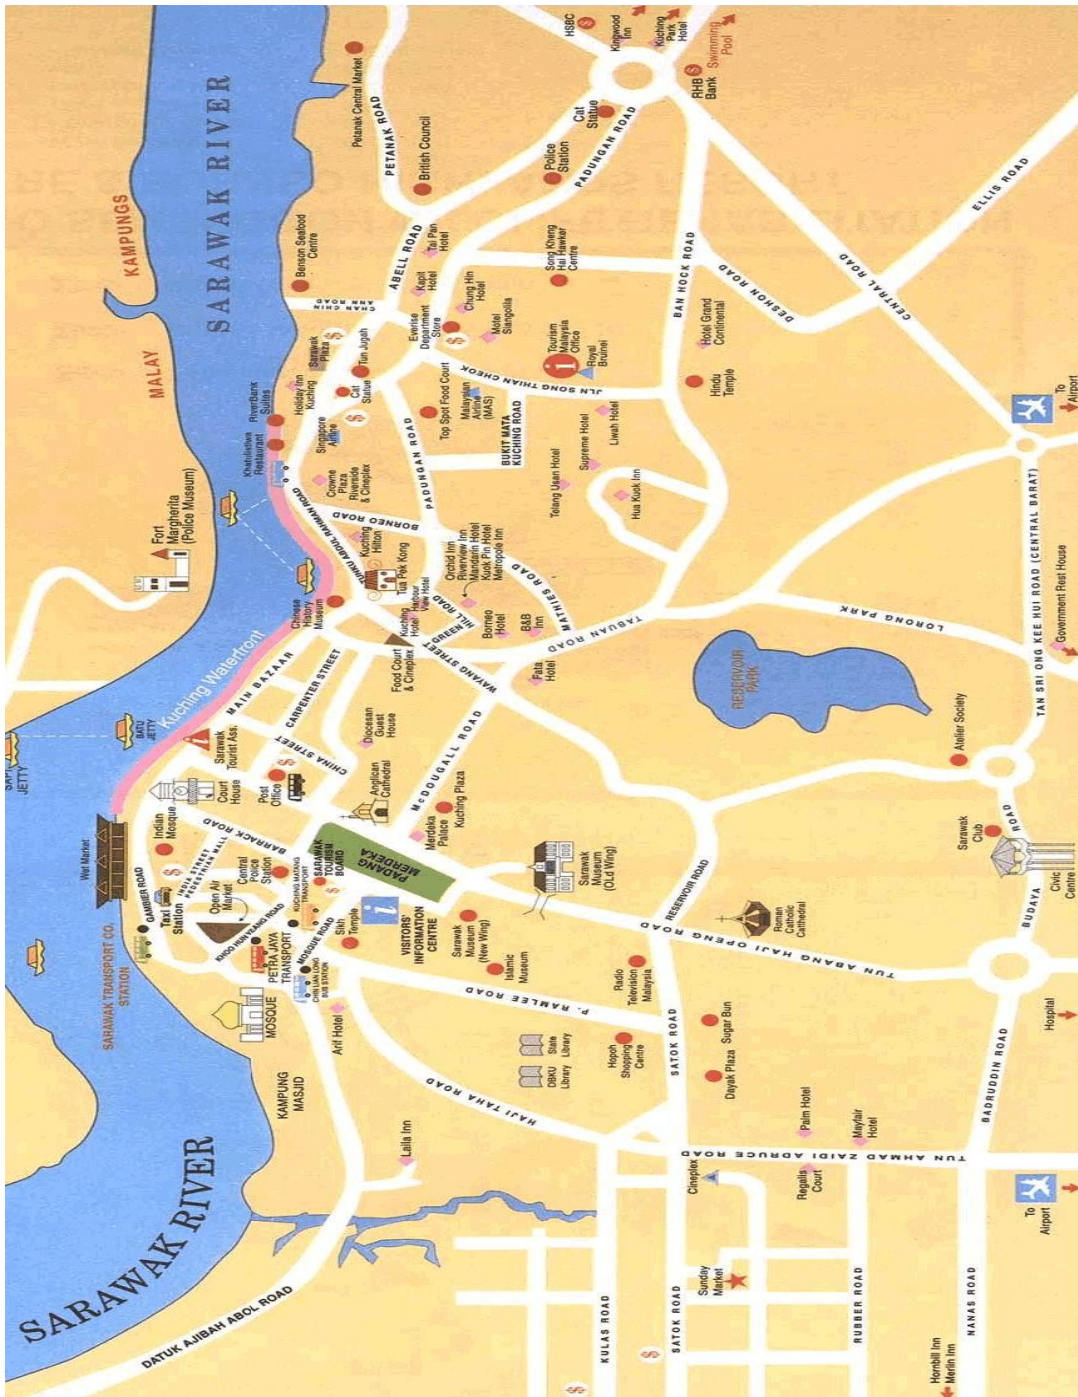 SARAWAK RIVER
DATUK AJIBAH ABOL ROAD
Laila Inn
KAMPUNG
MASJID
Arif Hotel
MOSQUE
SARAWAK TRANSPORT CO.
STATION
Wet Market
GAMBIER ROAD
Taxi
Station
INDIA STREET
PEDESTRIAN MALL
Indian
Mosque
Open Air
Market
KHOO HUN YEANG ROAD
PETRA JAYA
TRANSPORT
MOSQUE ROAD
CHIN LIAN LONG
BUS STATION
KUCHING MATANG
TRANSPORT
Central
Police
Station
BARRACK ROAD
Sikh
Temple
SARAWAK
TOURISM
BOARD
PADANG
MERDEKA
VISITORS'
INFORMATION
CENTRE
Court
House
Post
Office
Sarawak
Tourist Ass.
BATU
JETTY
JETTY
Kuching Waterfront
MAIN BAZAAR
CARPENTER STREET
CHINA STREET
Anglican
Cathedral
Diocesan
Guest
House
McDOUGALL ROAD
Merdeka
Palace
Kuching Plaza
Sarawak
Museum
(New Wing)
Islamic
Museum
Sarawak
Museum
(OLd Wing)
P. RAMLEE ROAD
HAJI TAHA ROAD
DBKU
Library
State
Library
Hopoh
Shopping
Centre
Radio
Television
Malaysia
SATOK ROAD
RESERVOIR ROAD
TUN ABANG HAJI OPENG ROAD
Roman
Catholic
Cathedral
Sugar Bun
Dayak Plaza
Palm Hotel
Mayfair
Hotel
Regalis
Court
TUN AHMAD ZAIDI ADRUCE ROAD
Cineplex
Sunday
Market
KULAS ROAD
SATOK ROAD
RUBBER ROAD
NANAS ROAD
Hornbill Inn
Merlin Inn
To
Airport
BADRUDDIN ROAD
Hospital
BUDAYA ROAD
Civic
Centre
Sarawak
Club
Atelier Society
RESERVOIR
PARK
Fort
Margherita
(Police Museum)
MALAY KAMPUNGS
SARAWAK RIVER
Chinese
History
Museum
Khatulistiwa
Restaurant
RiverBank
Suites
Holiday Inn
Kuching
Sarawak
Plaza
Singapore
Airline
Cat
Statue
Tun Jugah
Crowne
Plaza
Riverside
& Cineplex
TUNKU ABDUL RAHMAN ROAD
Kuching
Hilton
Tua Pek Kong
Kuching
Hotel
Harbour
View Hotel
Food Court
& Cineplex
WAYANG STREET
GREEN HILL ROAD
BORNEO ROAD
Orchid Inn
Riverview Inn
Mandarin Hotel
Kuok Pin Hotel
Metropole Inn
Borneo
Hotel
B&B
Inn
Fata
Hotel
MATHIES ROAD
TABUAN ROAD
PADUNGAN ROAD
Top Spot Food Court
Malaysian
Airline
(MAS)
BUKIT MATA
KUCHING ROAD
JLN SONG THIAN CHEOK
Telang Usan Hotel
Supreme Hotel
Liwah Hotel
Hua Kuok Inn
Benson Seafood
Centre
CHAN CHIN
ANN ROAD
ABELL ROAD
Kapit
Hotel
Tai Pan
Hotel
Everise
Department
Store
Chung Hin
Hotel
Motel
Siangolila
Tourism
Malaysia
Office
Royal
Brunei
Song Kheng
Hai Hawker
Centre
Petanak Central Market
PETANAK ROAD
British Council
Police
Station
PADUNGAN ROAD
Cat
Statue
HSBC
Kingwood
Inn
Kuching
Park
Hotel
Swimming
Pool
RHB
Bank
BAN HOCK ROAD
Hotel Grand
Continental
Hindu
Temple
DESHON ROAD
CENTRAL ROAD
ELLIS ROAD
To
Airport
TAN SRI ONG KEE HUI ROAD (CENTRAL BARAT)
LORONG PARK
Government Rest House